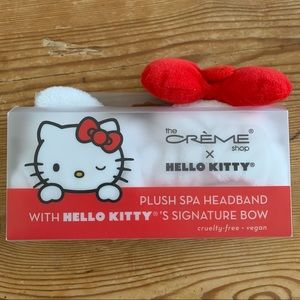 the
CRÈME®
shop
×
HELLO KITTY®
PLUSH SPA HEADBAND
WITH HELLO KITTY®'S SIGNATURE BOW
cruelty-free • vegan